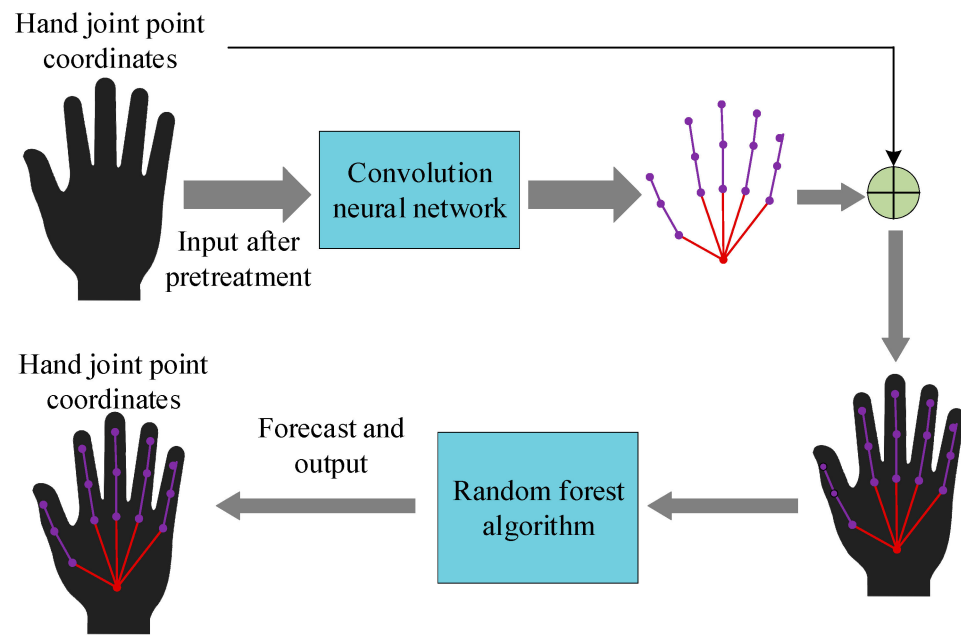 Hand joint point
coordinates
Convolution
neural network
Input after
pretreatment
Hand joint point
coordinates
Forecast and
output
Random forest
algorithm